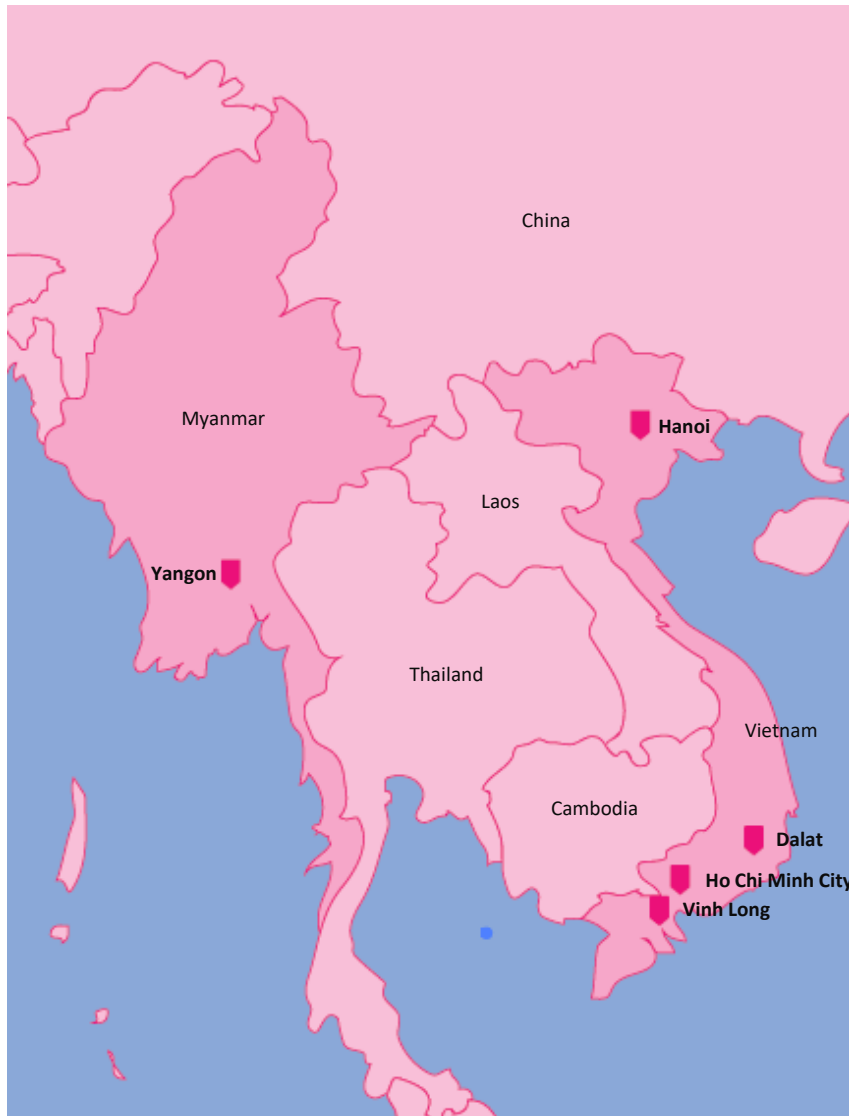 China
Myanmar
Hanoi
Laos
Yangon
Thailand
Vietnam
Cambodia
Dalat
Ho Chi Minh City
Vinh Long